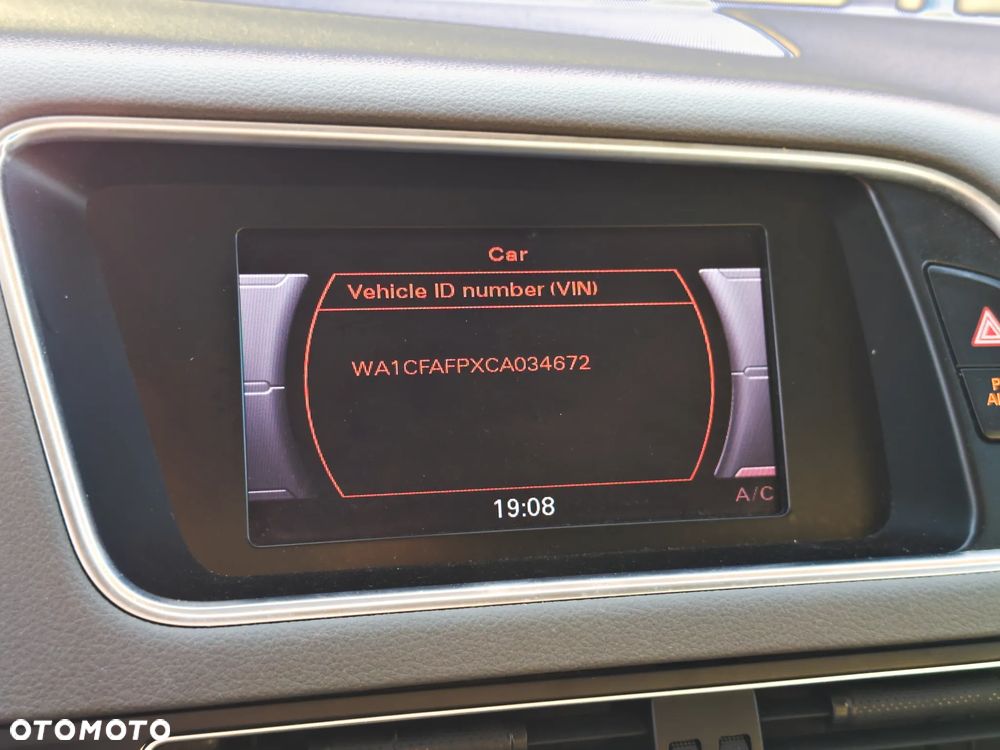 Car
Vehicle ID number (VIN)
WA1CFAFPXCA034672
19:08
A/C
OTOMOTO